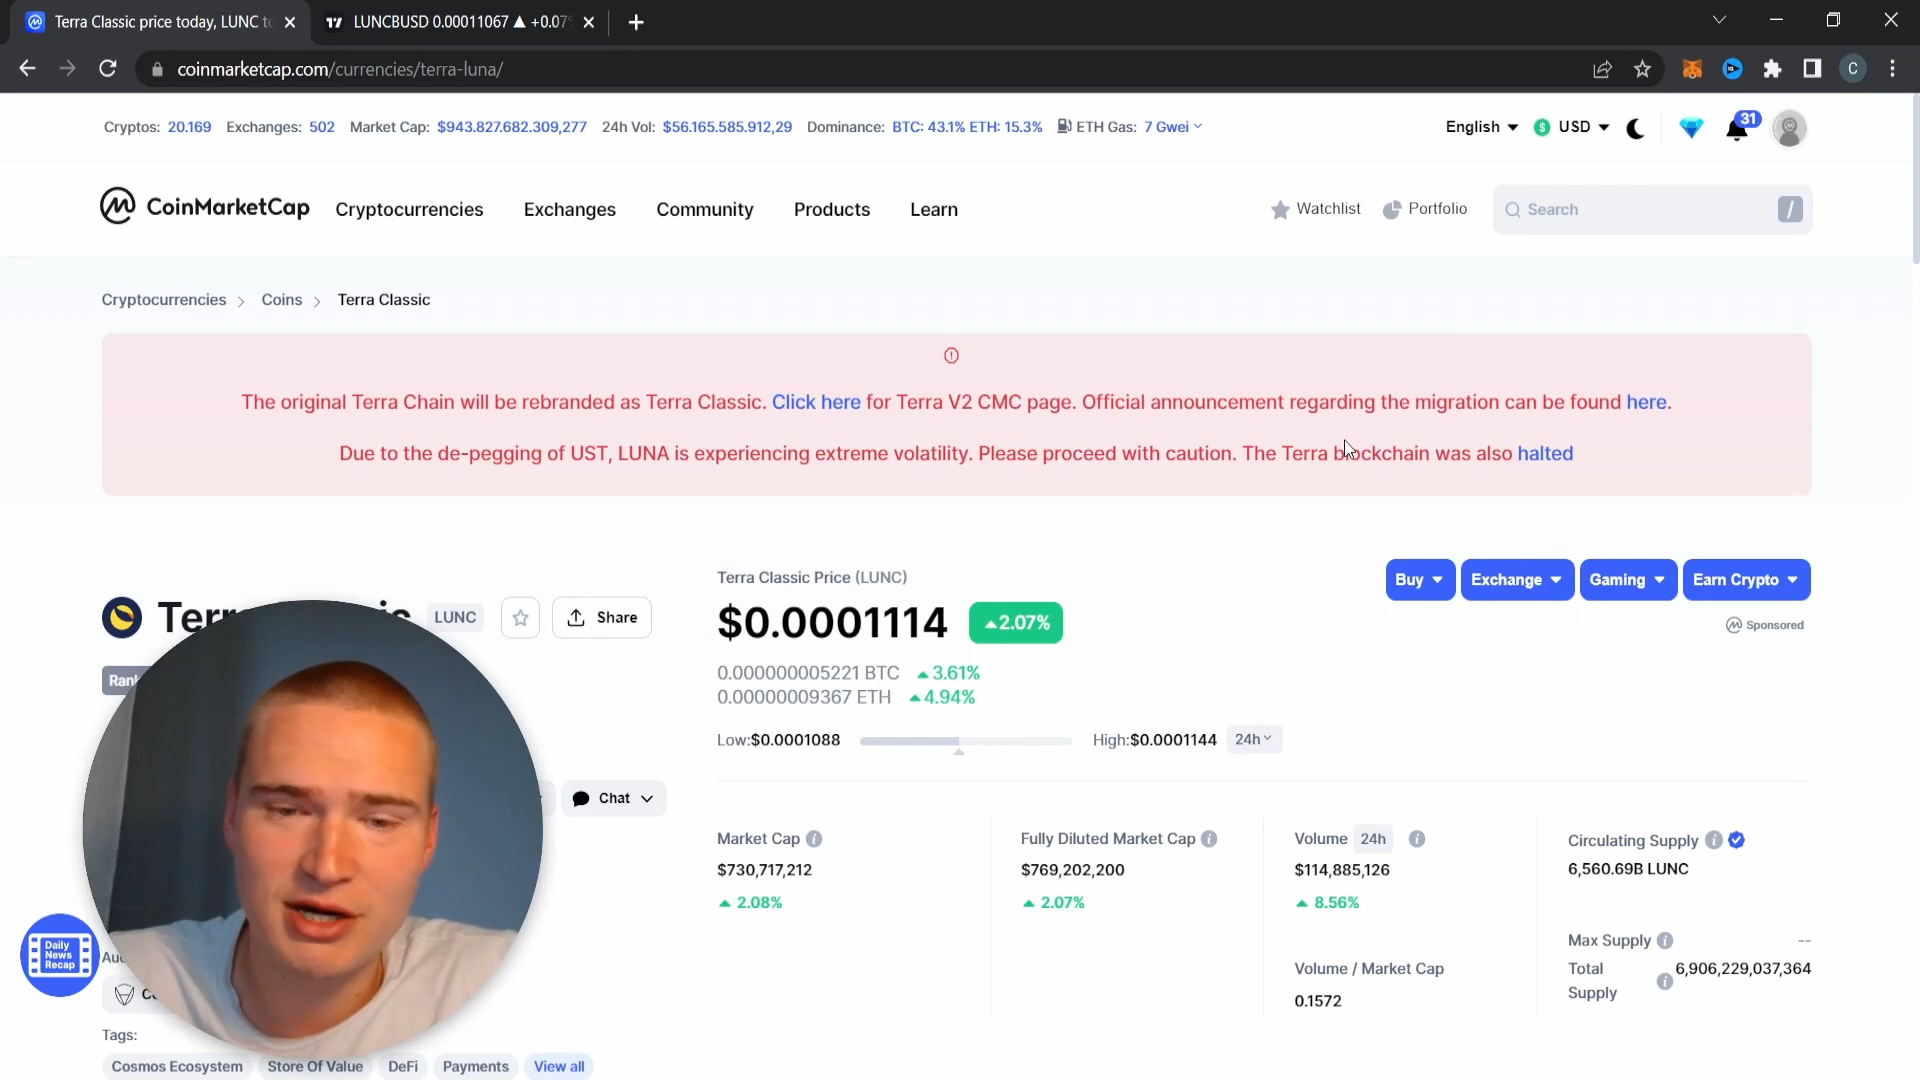 Terra Classic price today, LUNC to
LUNCBUSD 0.00011067 ▲ +0.07%
coinmarketcap.com/currencies/terra-luna/
C
Cryptos: 20.169 Exchanges: 502 Market Cap: $943.827.682.309,277 24h Vol: $56.165.585.912,29 Dominance: BTC: 43.1% ETH: 15.3% ETH Gas: 7 Gwei
English USD 31
CoinMarketCap Cryptocurrencies Exchanges Community Products Learn
Watchlist Portfolio Search /
Cryptocurrencies > Coins > Terra Classic
The original Terra Chain will be rebranded as Terra Classic. Click here for Terra V2 CMC page. Official announcement regarding the migration can be found here.
Due to the de-pegging of UST, LUNA is experiencing extreme volatility. Please proceed with caution. The Terra blockchain was also halted
LUNC Share
Terra Classic Price (LUNC)
$0.0001114 2.07%
0.000000005221 BTC 3.61%
0.00000009367 ETH 4.94%
Low:$0.0001088 High:$0.0001144 24h
Buy Exchange Gaming Earn Crypto
Sponsored
Chat
Market Cap
$730,717,212
2.08%
Fully Diluted Market Cap
$769,202,200
2.07%
Volume 24h
$114,885,126
8.56%
Volume / Market Cap
0.1572
Circulating Supply
6,560.69B LUNC
Max Supply --
Total Supply 6,906,229,037,364
Daily
News
Recap
Tags:
Cosmos Ecosystem Store Of Value DeFi Payments View all